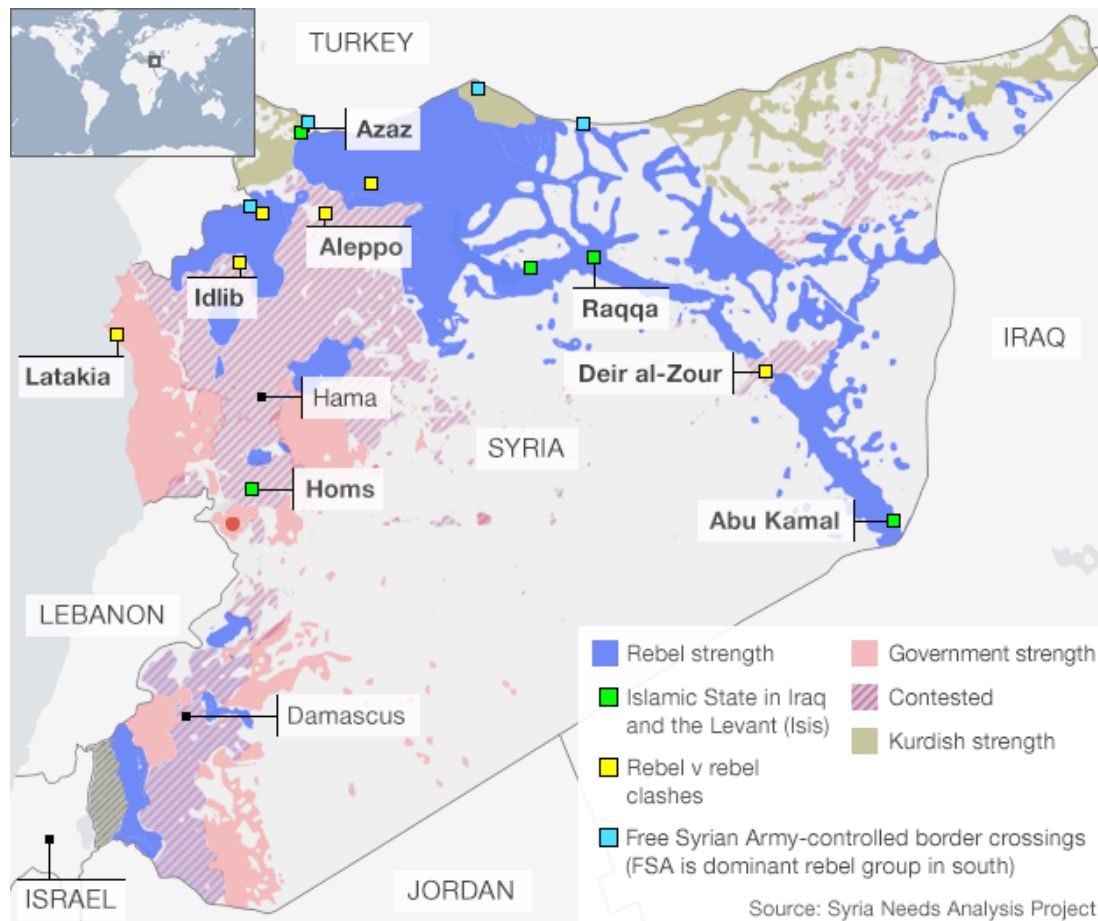 TURKEY
Azaz
Aleppo
Idlib
Raqqa
IRAQ
Latakia
Deir al-Zour
Hama
SYRIA
Homs
Abu Kamal
LEBANON
Damascus
ISRAEL
JORDAN
Rebel strength
Islamic State in Iraq
and the Levant (Isis)
Rebel v rebel
clashes
Free Syrian Army-controlled border crossings
(FSA is dominant rebel group in south)
Government strength
Contested
Kurdish strength
Source: Syria Needs Analysis Project